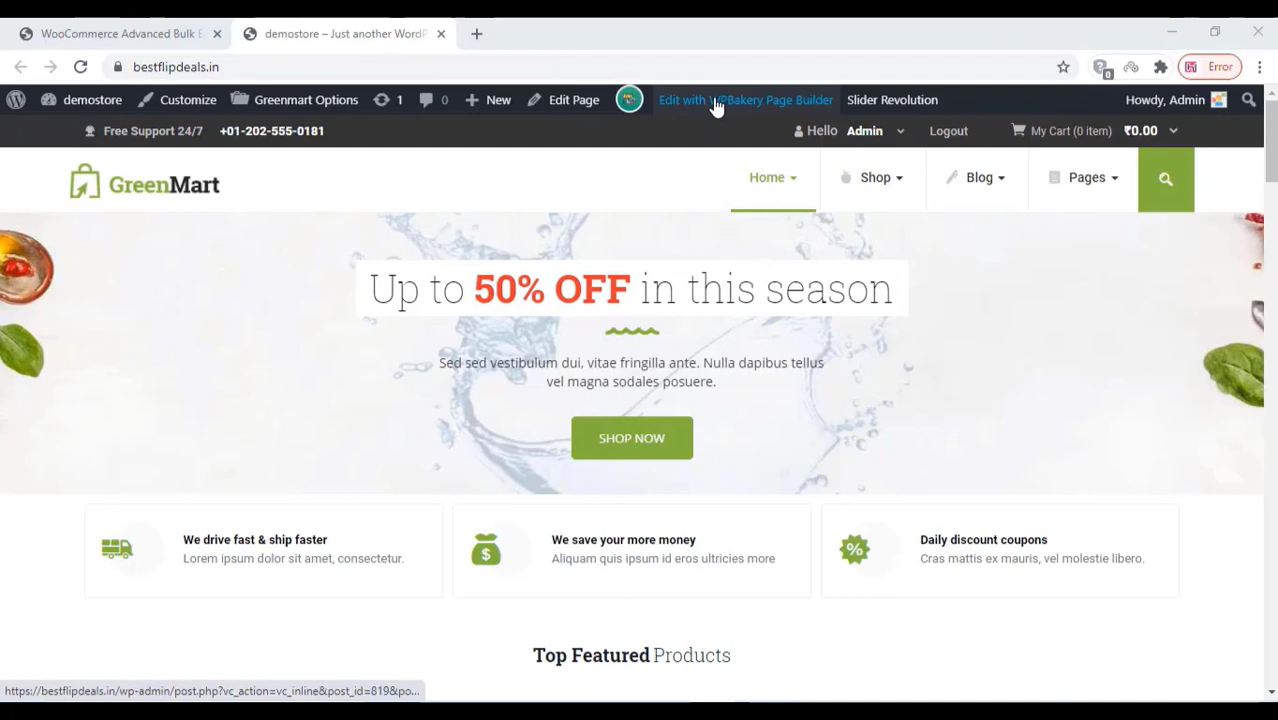 WooCommerce Advanced Bulk E
demostore – Just another WordP
bestflipdeals.in
0
Error
demostore
Customize
Greenmart Options
1
0
New
Edit Page
Edit with WPBakery Page Builder
Slider Revolution
Howdy, Admin
Free Support 24/7 +01-202-555-0181
Hello Admin
Logout
My Cart (0 item) ₹0.00
GreenMart
Home
Shop
Blog
Pages
Up to 50% OFF in this season
Sed sed vestibulum dui, vitae fringilla ante. Nulla dapibus tellus
vel magna sodales posuere.
SHOP NOW
We drive fast & ship faster
Lorem ipsum dolor sit amet, consectetur.
We save your more money
Aliquam quis ipsum id eros ultricies more
Daily discount coupons
Cras mattis ex mauris, vel molestie libero.
Top Featured Products
https://bestflipdeals.in/wp-admin/post.php?vc_action=vc_inline&post_id=819&po...